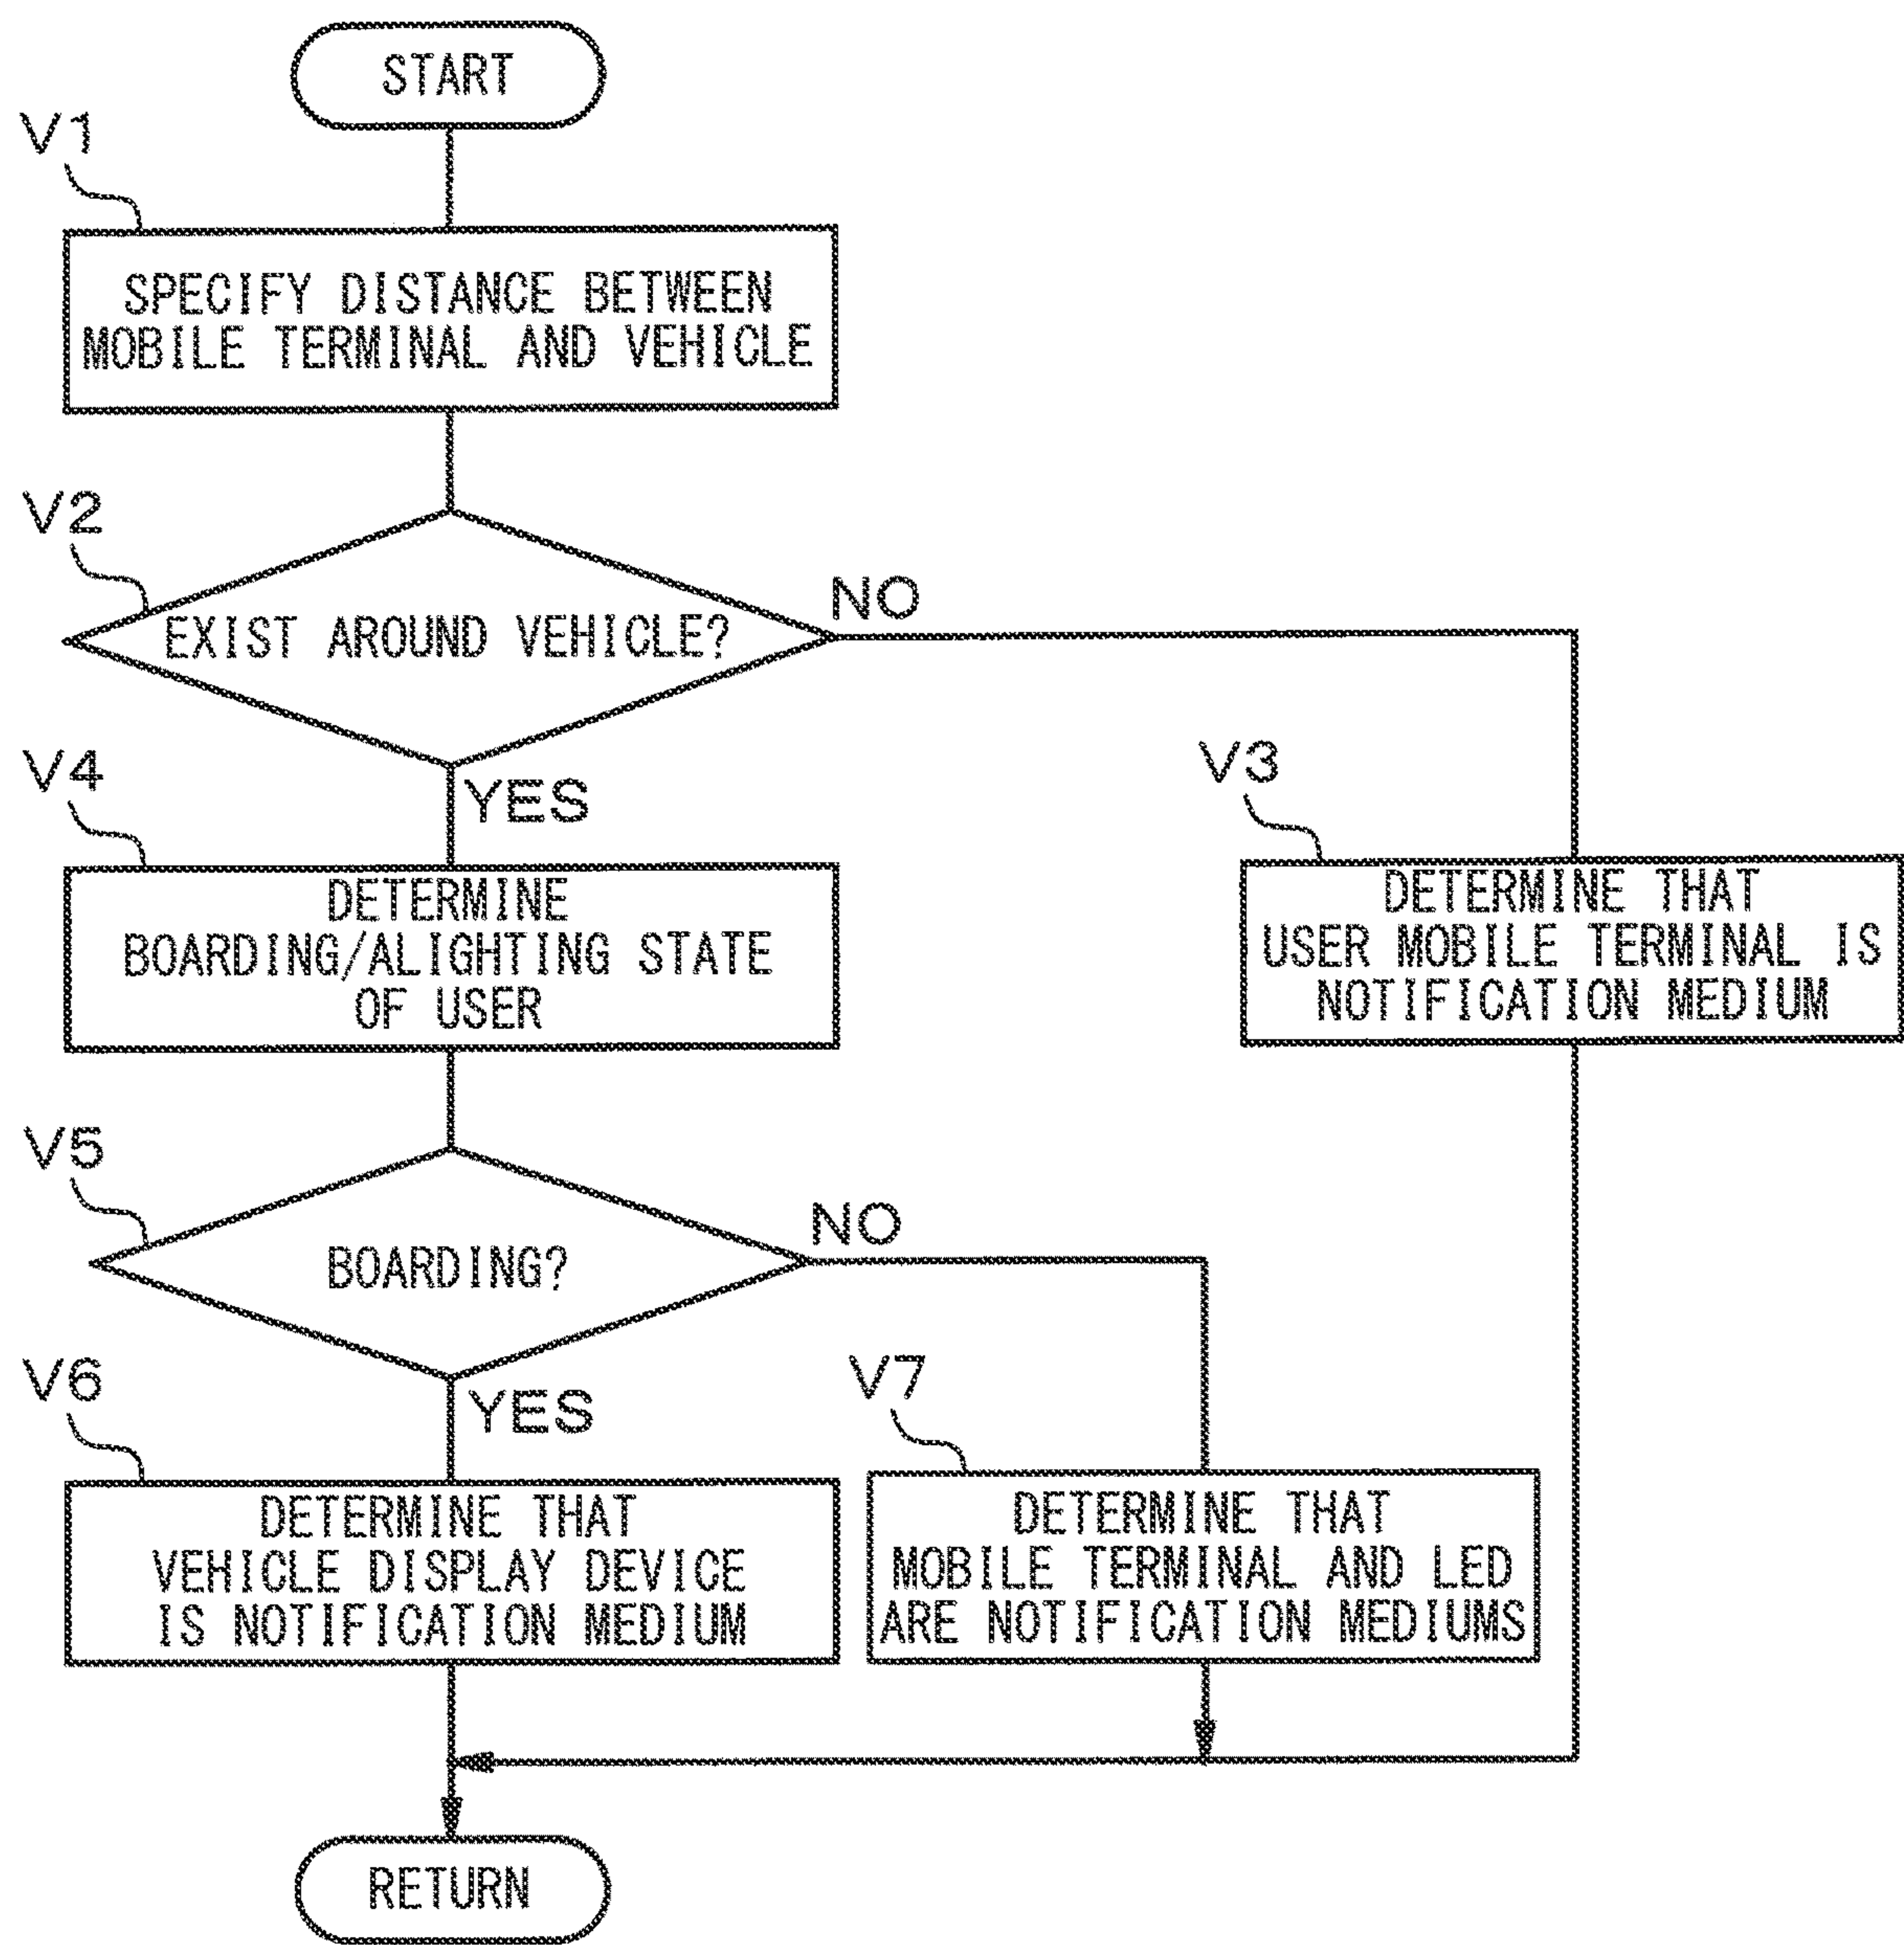 START
V1
SPECIFY DISTANCE BETWEEN
MOBILE TERMINAL AND VEHICLE
V2
EXIST AROUND VEHICLE?
NO
YES
V4
DETERMINE
BOARDING/ALIGHTING STATE
OF USER
V3
DETERMINE THAT
USER MOBILE TERMINAL IS
NOTIFICATION MEDIUM
V5
BOARDING?
NO
YES
V6
DETERMINE THAT
VEHICLE DISPLAY DEVICE
IS NOTIFICATION MEDIUM
V7
DETERMINE THAT
MOBILE TERMINAL AND LED
ARE NOTIFICATION MEDIUMS
RETURN